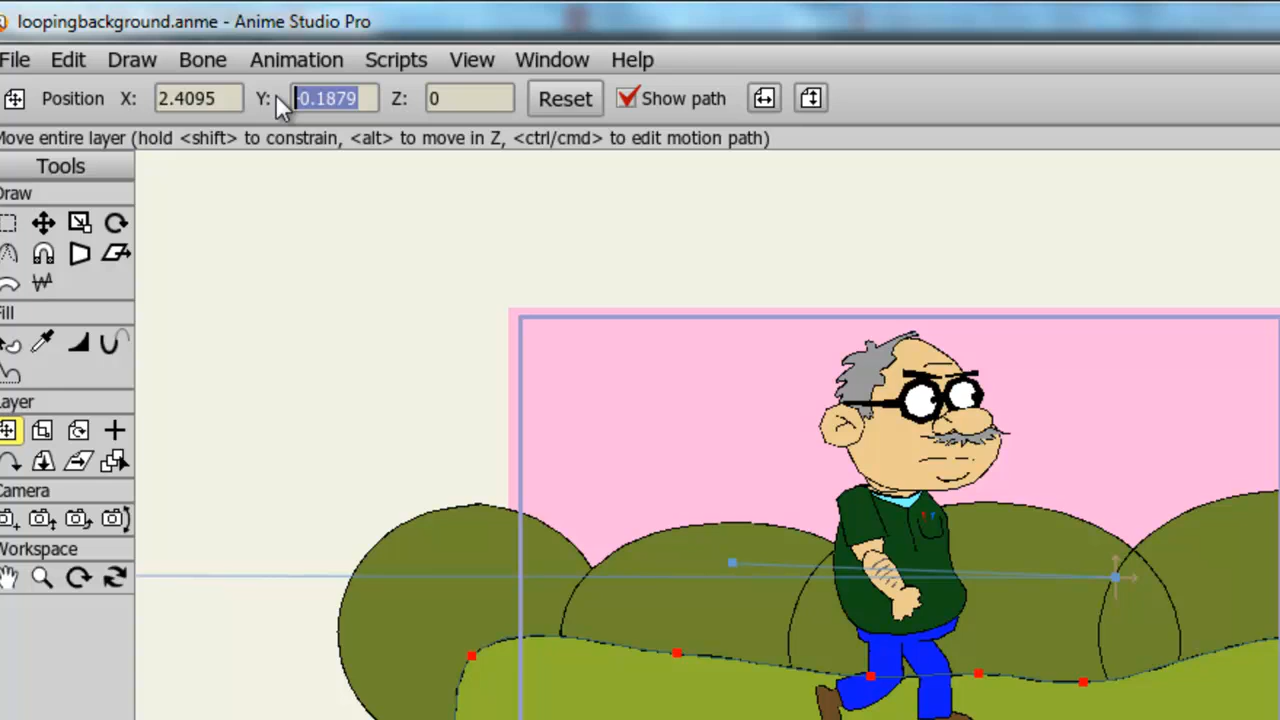 loopingbackground.anme - Anime Studio Pro
File Edit Draw Bone Animation Scripts View Window Help
Position X: 2.4095 Y: -0.1879 Z: 0 Reset Show path
Move entire layer (hold <shift> to constrain, <alt> to move in Z, <ctrl/cmd> to edit motion path)
Tools
Draw
Fill
Layer
Camera
Workspace